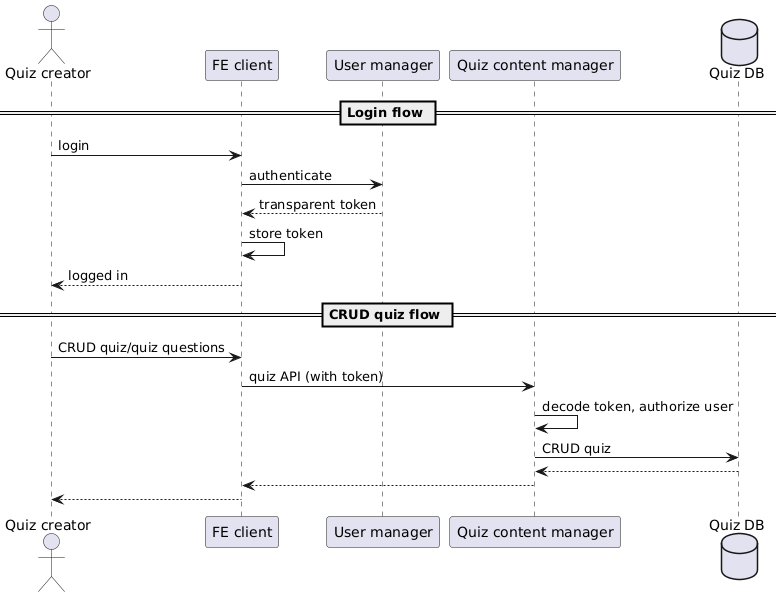 Quiz creator
FE client
User manager
Quiz content manager
Quiz DB
Login flow
login
authenticate
transparent token
store token
logged in
CRUD quiz flow
CRUD quiz/quiz questions
quiz API (with token)
decode token, authorize user
CRUD quiz
Quiz creator
FE client
User manager
Quiz content manager
Quiz DB